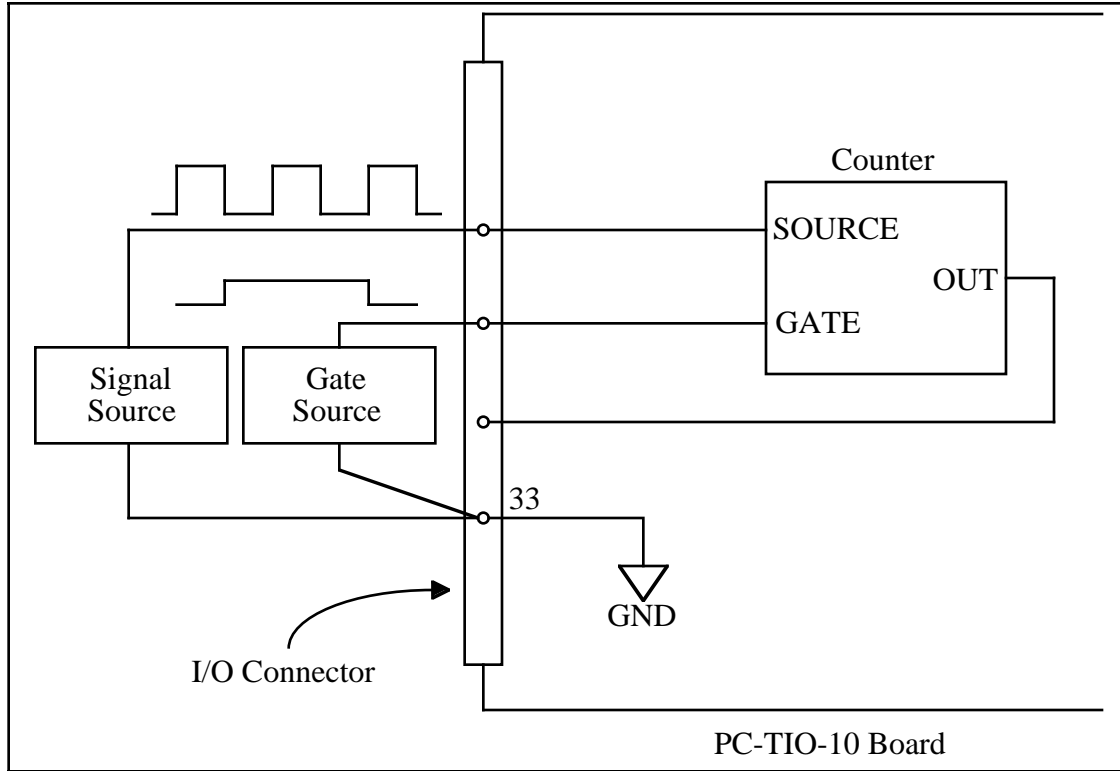 Counter
SOURCE
OUT
GATE
Signal
Source
Gate
Source
33
GND
I/O Connector
PC-TIO-10 Board